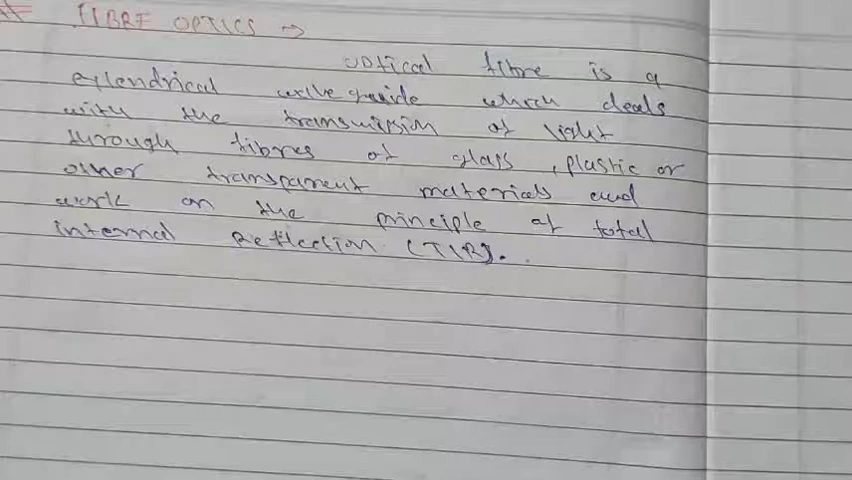 # FIBRE OPTICS →
optical fibre is a
cylendrical wave guide which deals
with the transmission of light
through fibres of glass, plastic or
other transparent materials and
work on the principle of total
internal Reflection (TIR).